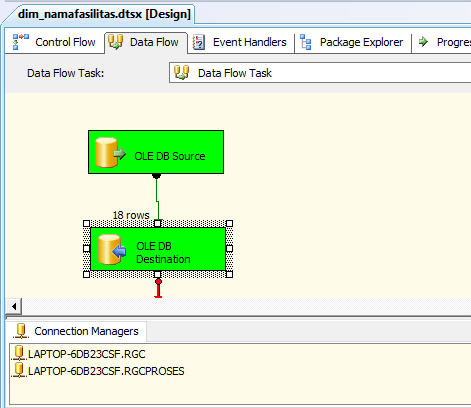 dim_namafasilitas.dtsx [Design]
Control Flow Data Flow Event Handlers Package Explorer Progres
Data Flow Task: Data Flow Task
OLE DB Source
18 rows
OLE DB
Destination
Connection Managers
LAPTOP-6DB23CSF.RGC
LAPTOP-6DB23CSF.RGCPROSES